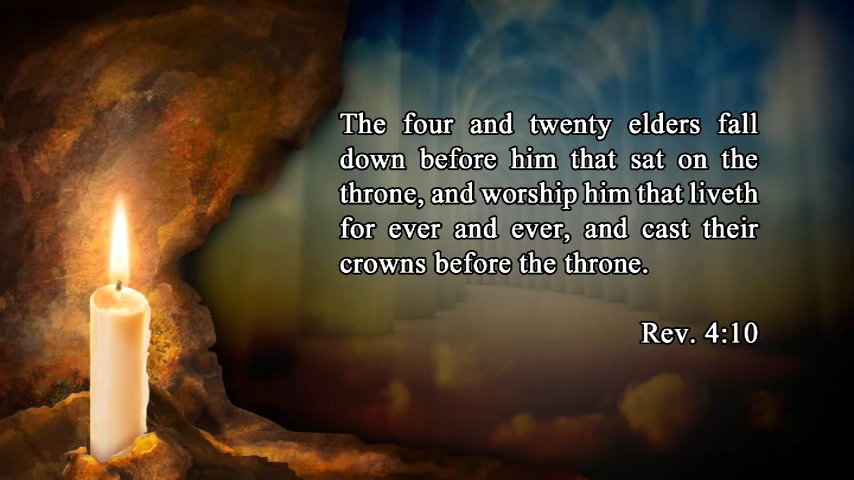 The four and twenty elders fall
down before him that sat on the
throne, and worship him that liveth
for ever and ever, and cast their
crowns before the throne.
Rev. 4:10